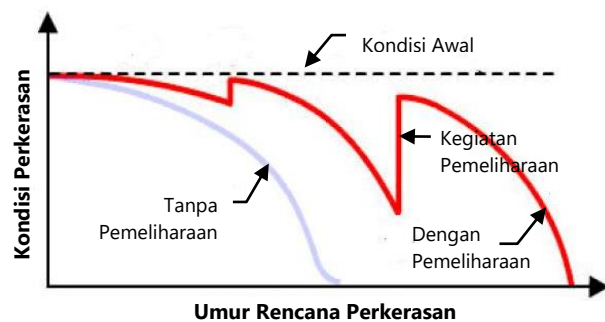 Kondisi Awal
Kondisi Perkerasan
Kegiatan
Pemeliharaan
Tanpa
Pemeliharaan
Dengan
Pemeliharaan
Umur Rencana Perkerasan